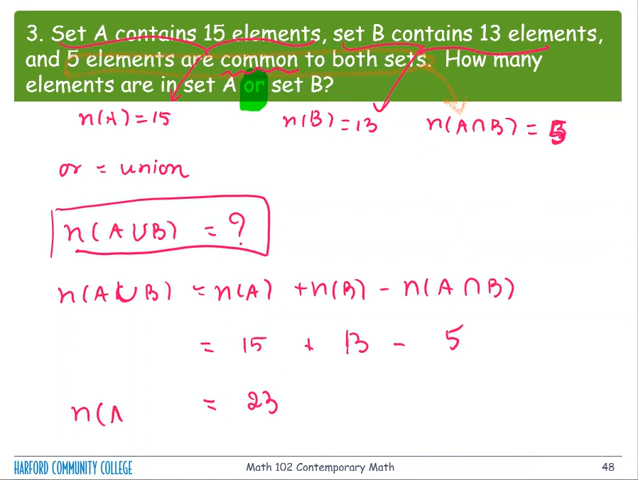 3. Set A contains 15 elements, set B contains 13 elements,
and 5 elements are common to both sets. How many
elements are in set A or set B?
n(A) = 15 n(B) = 13 n(A∩B) = 5
or = union
n(A∪B) = ?
n(A∪B) = n(A) + n(B) - n(A∩B)
= 15 + 13 - 5
n(A = 23
HARFORD COMMUNITY COLLEGE Math 102 Contemporary Math 48